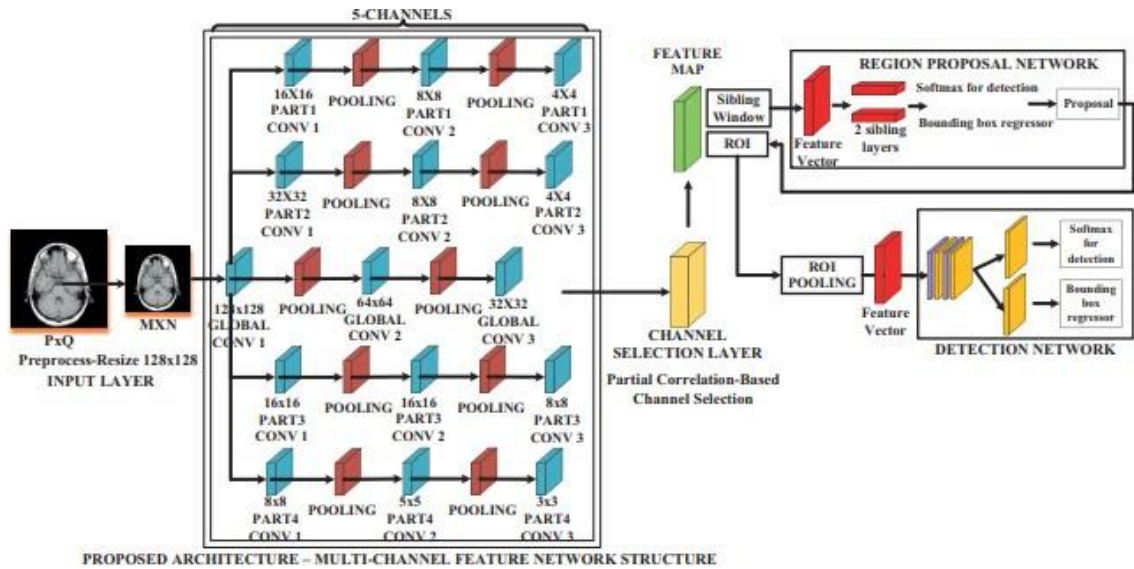 5-CHANNELS
16X16
PART1
CONV 1
POOLING
8X8
PART1
CONV 2
POOLING
4X4
PART1
CONV 3
32X32
PART2
CONV 1
POOLING
8X8
PART2
CONV 2
POOLING
4X4
PART2
CONV 3
128x128
GLOBAL
CONV 1
POOLING
64x64
GLOBAL
CONV 2
POOLING
32X32
GLOBAL
CONV 3
16x16
PART3
CONV 1
POOLING
16x16
PART3
CONV 2
POOLING
8x8
PART3
CONV 3
8x8
PART4
CONV 1
POOLING
5x5
PART4
CONV 2
POOLING
3x3
PART4
CONV 3
PxQ
MXN
Preprocess-Resize 128x128
INPUT LAYER
PROPOSED ARCHITECTURE – MULTI-CHANNEL FEATURE NETWORK STRUCTURE
CHANNEL
SELECTION LAYER
Partial Correlation-Based
Channel Selection
FEATURE
MAP
Sibling
Window
ROI
REGION PROPOSAL NETWORK
Feature
Vector
Softmax for detection
2 sibling
layers
Bounding box regressor
Proposal
ROI
POOLING
Feature
Vector
Softmax
for
detection
Bounding
box
regressor
DETECTION NETWORK